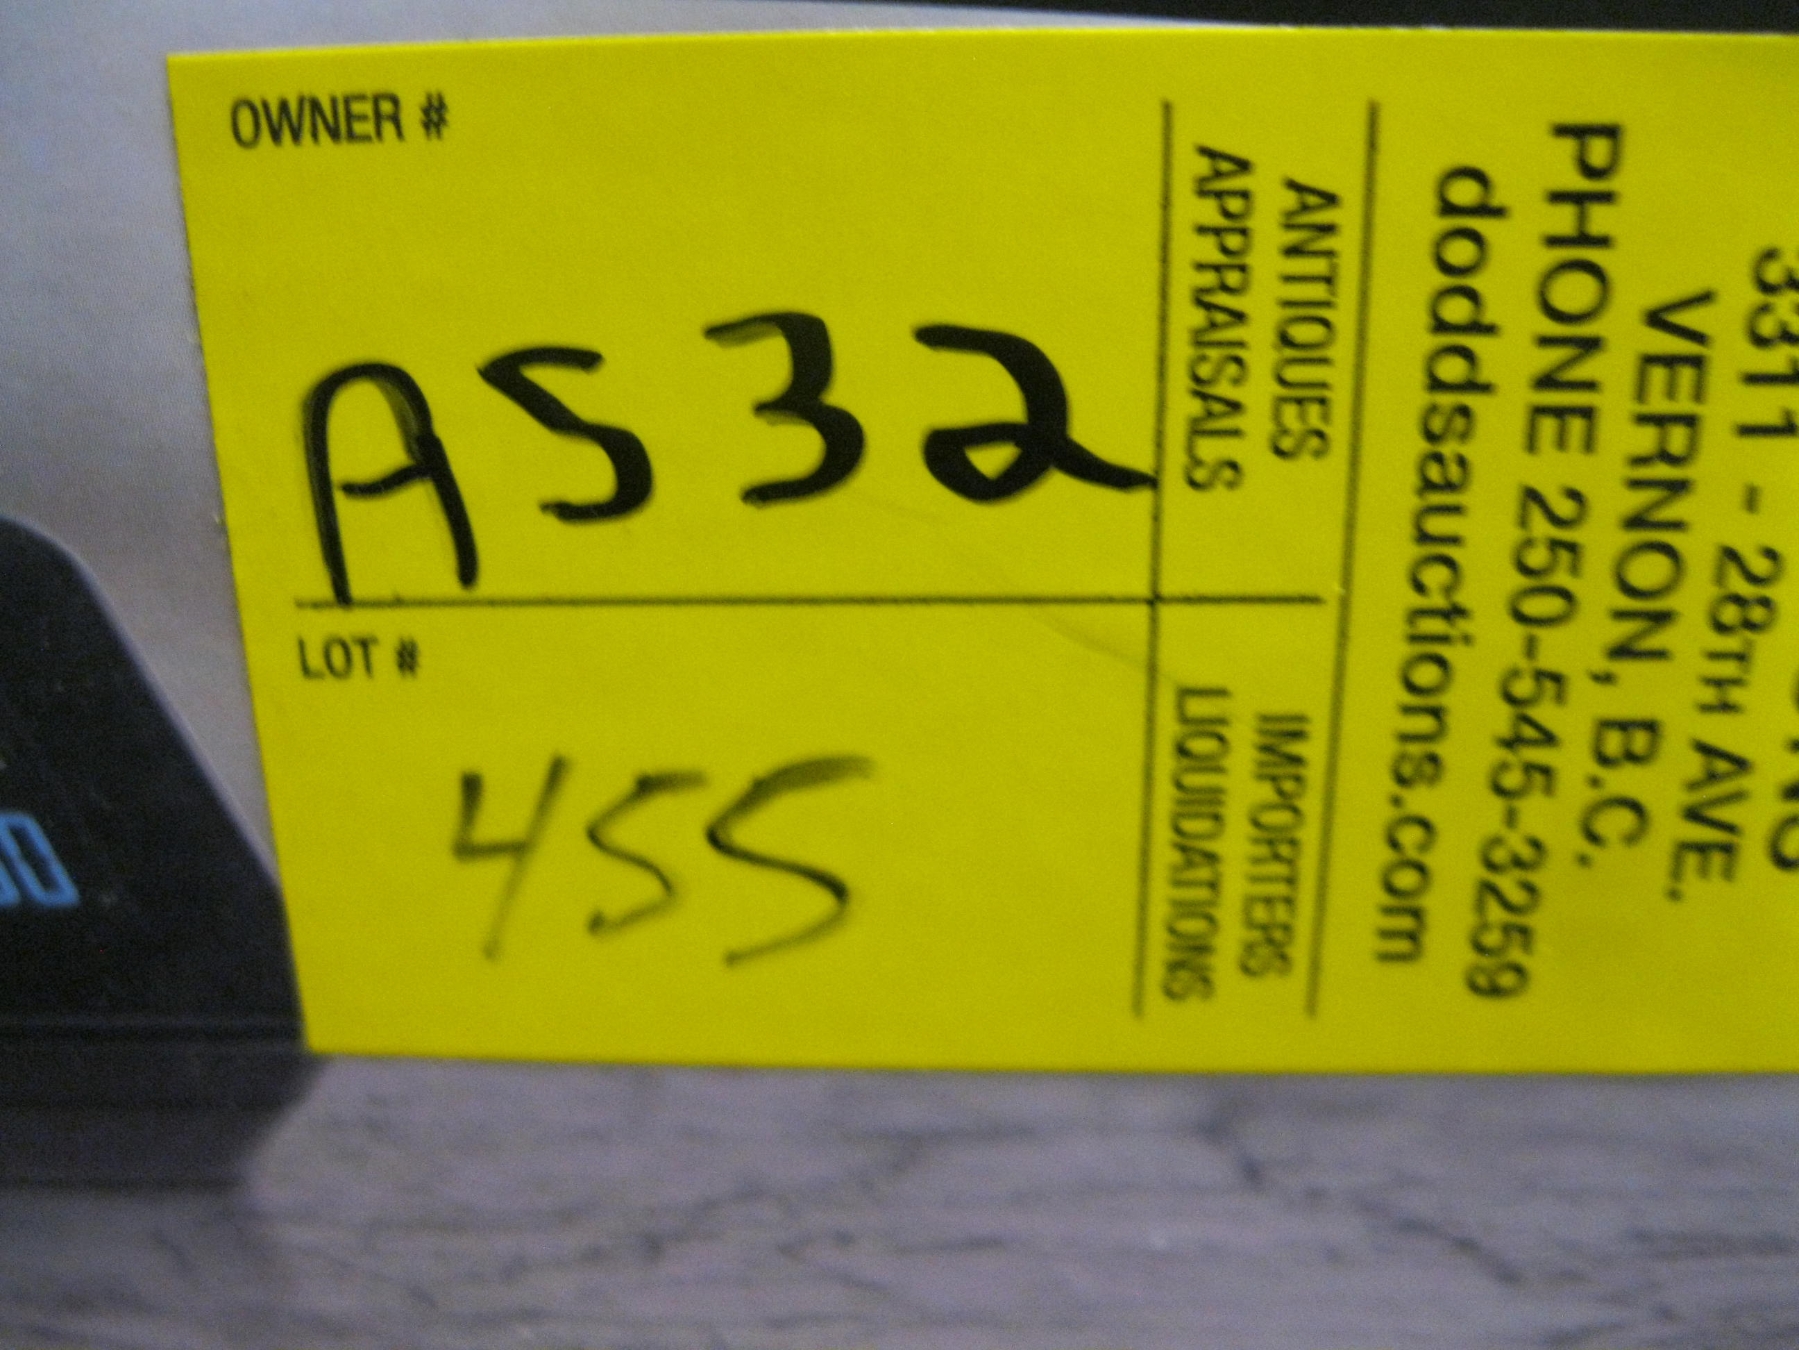 OWNER #
AS32
LOT #
455
3311 - 28TH AVE.
VERNON, B.C.
PHONE 250-545-3259
doddsauctions.com
ANTIQUES
APPRAISALS
IMPORTERS
LIQUIDATIONS